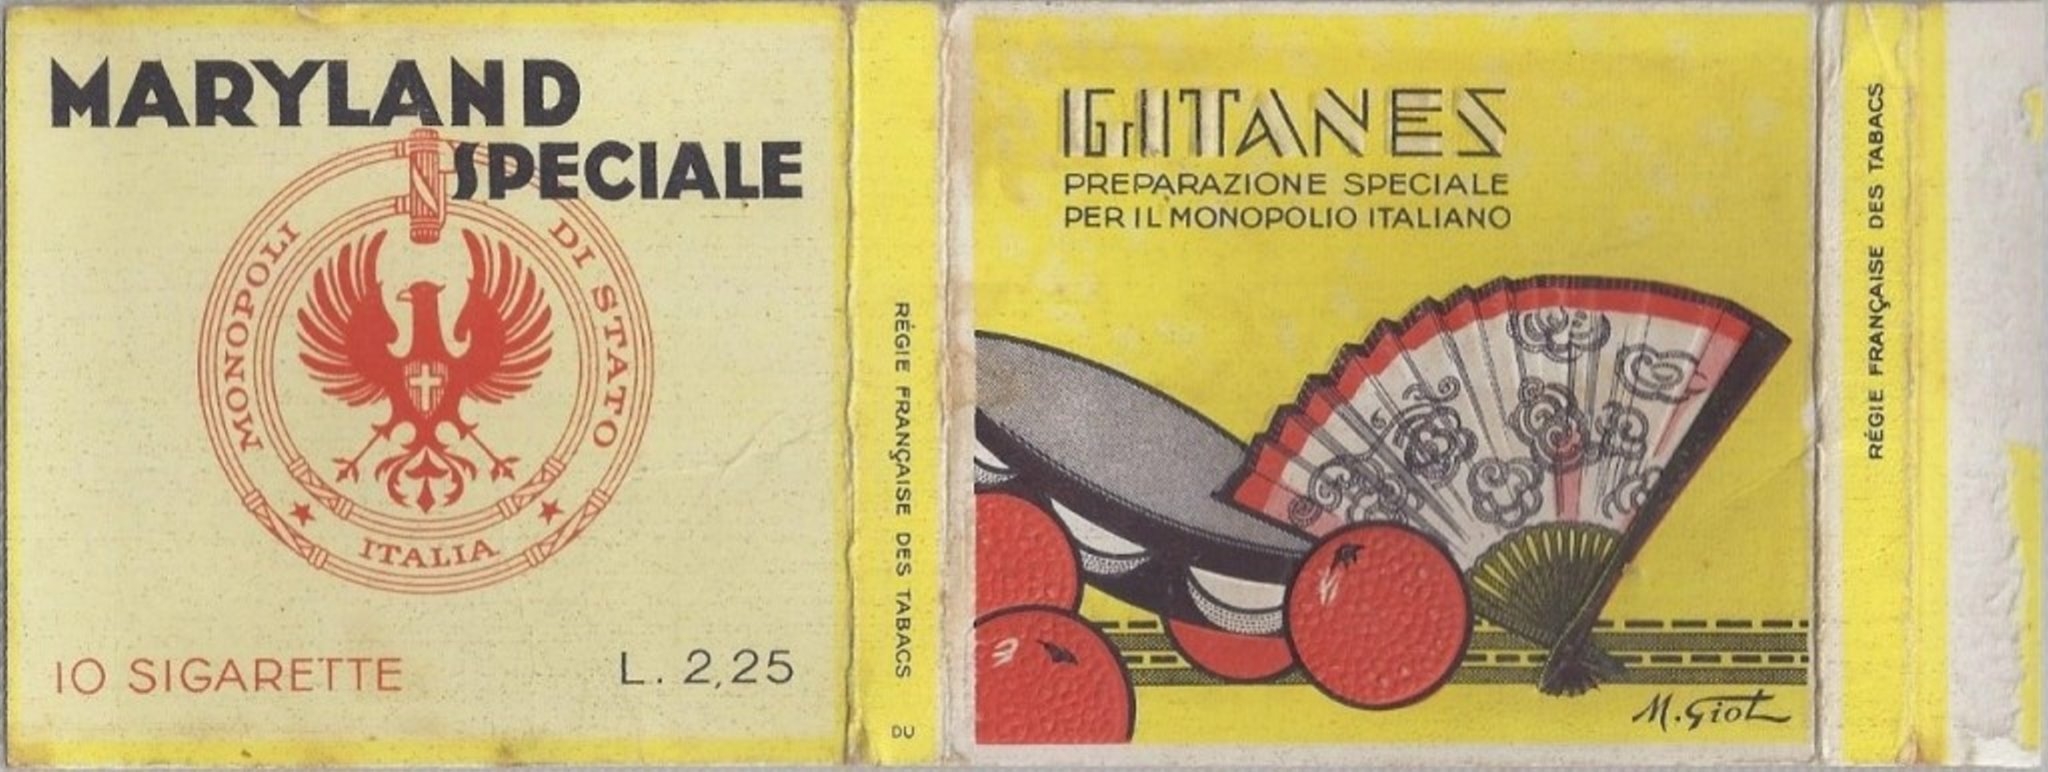 MARYLAND
SPECIALE
MONOPOLI DI STATO
ITALIA
10 SIGARETTE
L. 2,25
RÉGIE FRANÇAISE DES TABACS
DU
GITANES
PREPARAZIONE SPECIALE
PER IL MONOPOLIO ITALIANO
M. Giot
RÉGIE FRANÇAISE DES TABACS